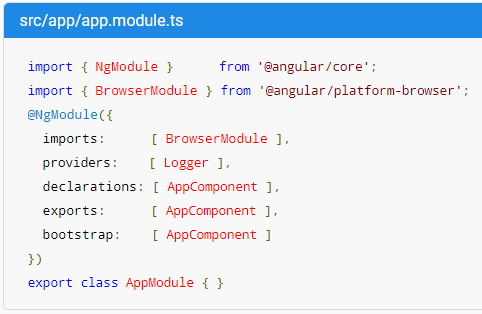 src/app/app.module.ts
import { NgModule }      from '@angular/core';
import { BrowserModule } from '@angular/platform-browser';
@NgModule({
  imports:      [ BrowserModule ],
  providers:    [ Logger ],
  declarations: [ AppComponent ],
  exports:      [ AppComponent ],
  bootstrap:    [ AppComponent ]
})
export class AppModule { }